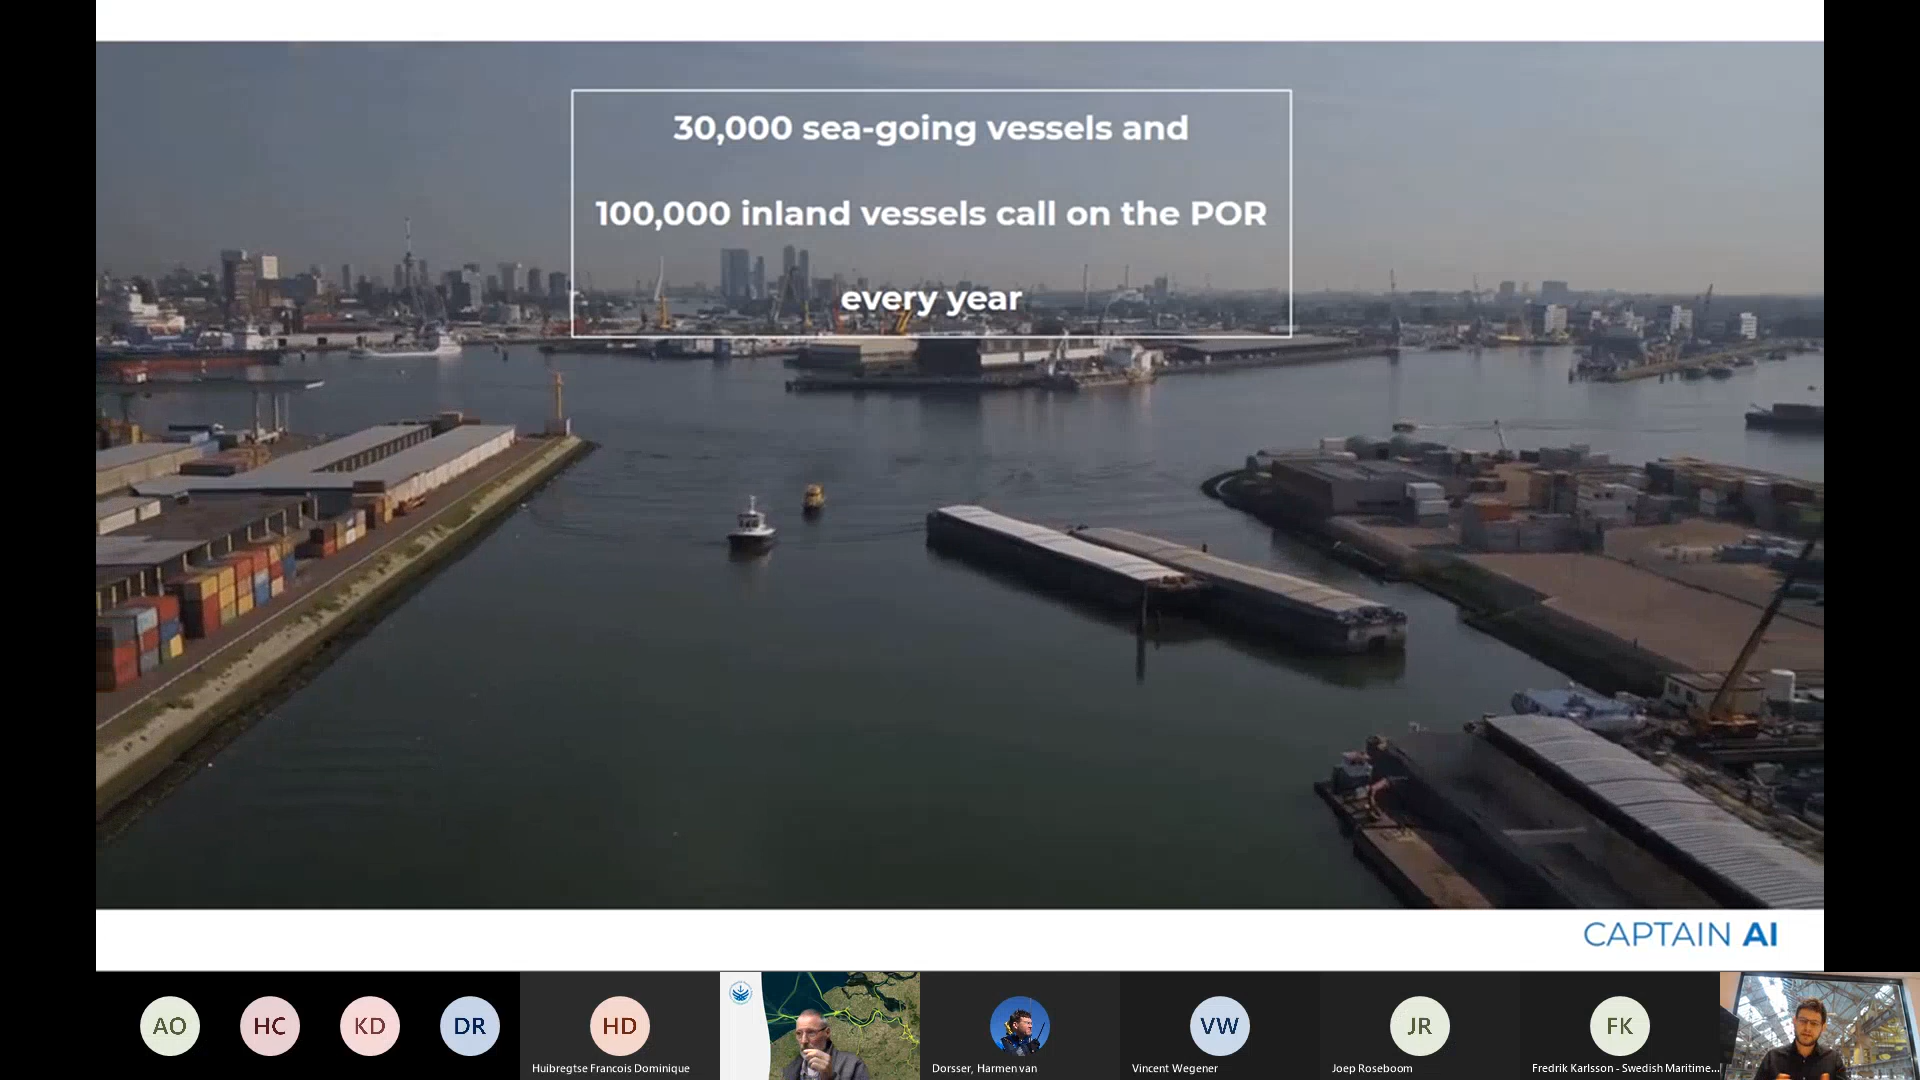 30,000 sea-going vessels and
100,000 inland vessels call on the POR
every year
CAPTAIN AI
AO
HC
KD
DR
HD
VW
JR
FK
Huibregtse Francois Dominique
Dorsser, Harmen van
Vincent Wegener
Joep Roseboom
Fredrik Karlsson - Swedish Maritime...